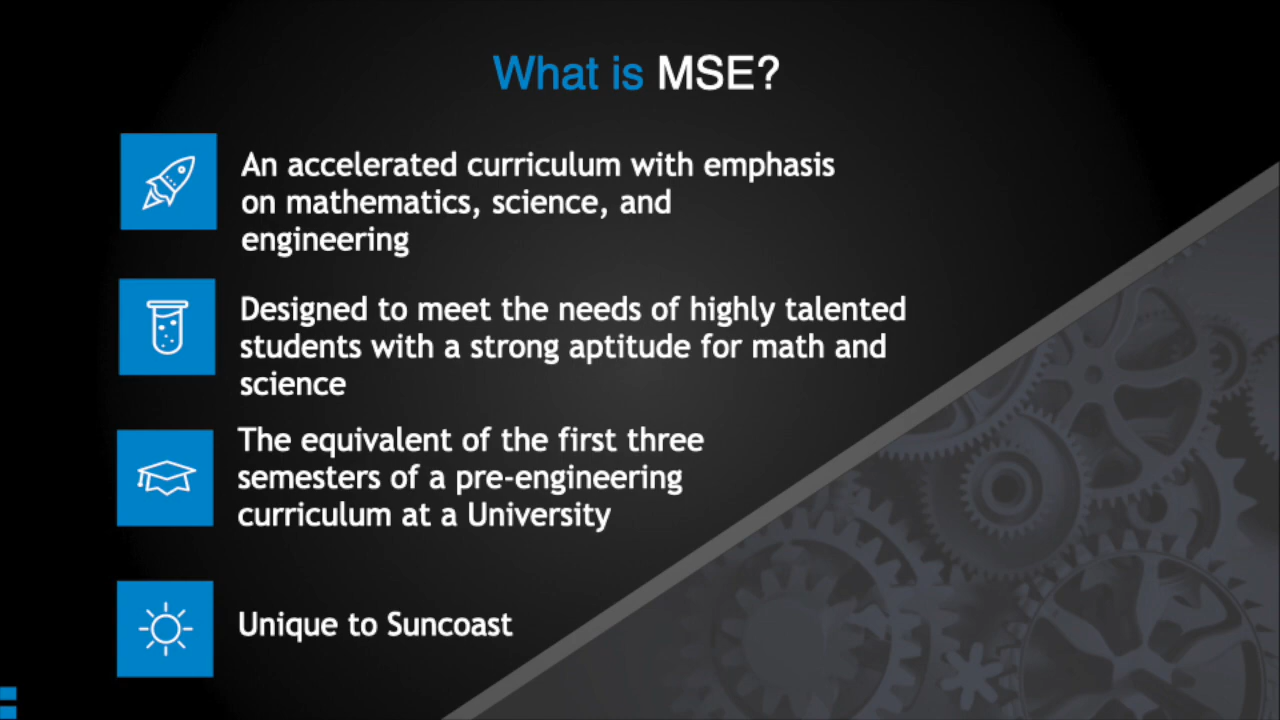 What is MSE?
An accelerated curriculum with emphasis
on mathematics, science, and
engineering
Designed to meet the needs of highly talented
students with a strong aptitude for math and
science
The equivalent of the first three
semesters of a pre-engineering
curriculum at a University
Unique to Suncoast